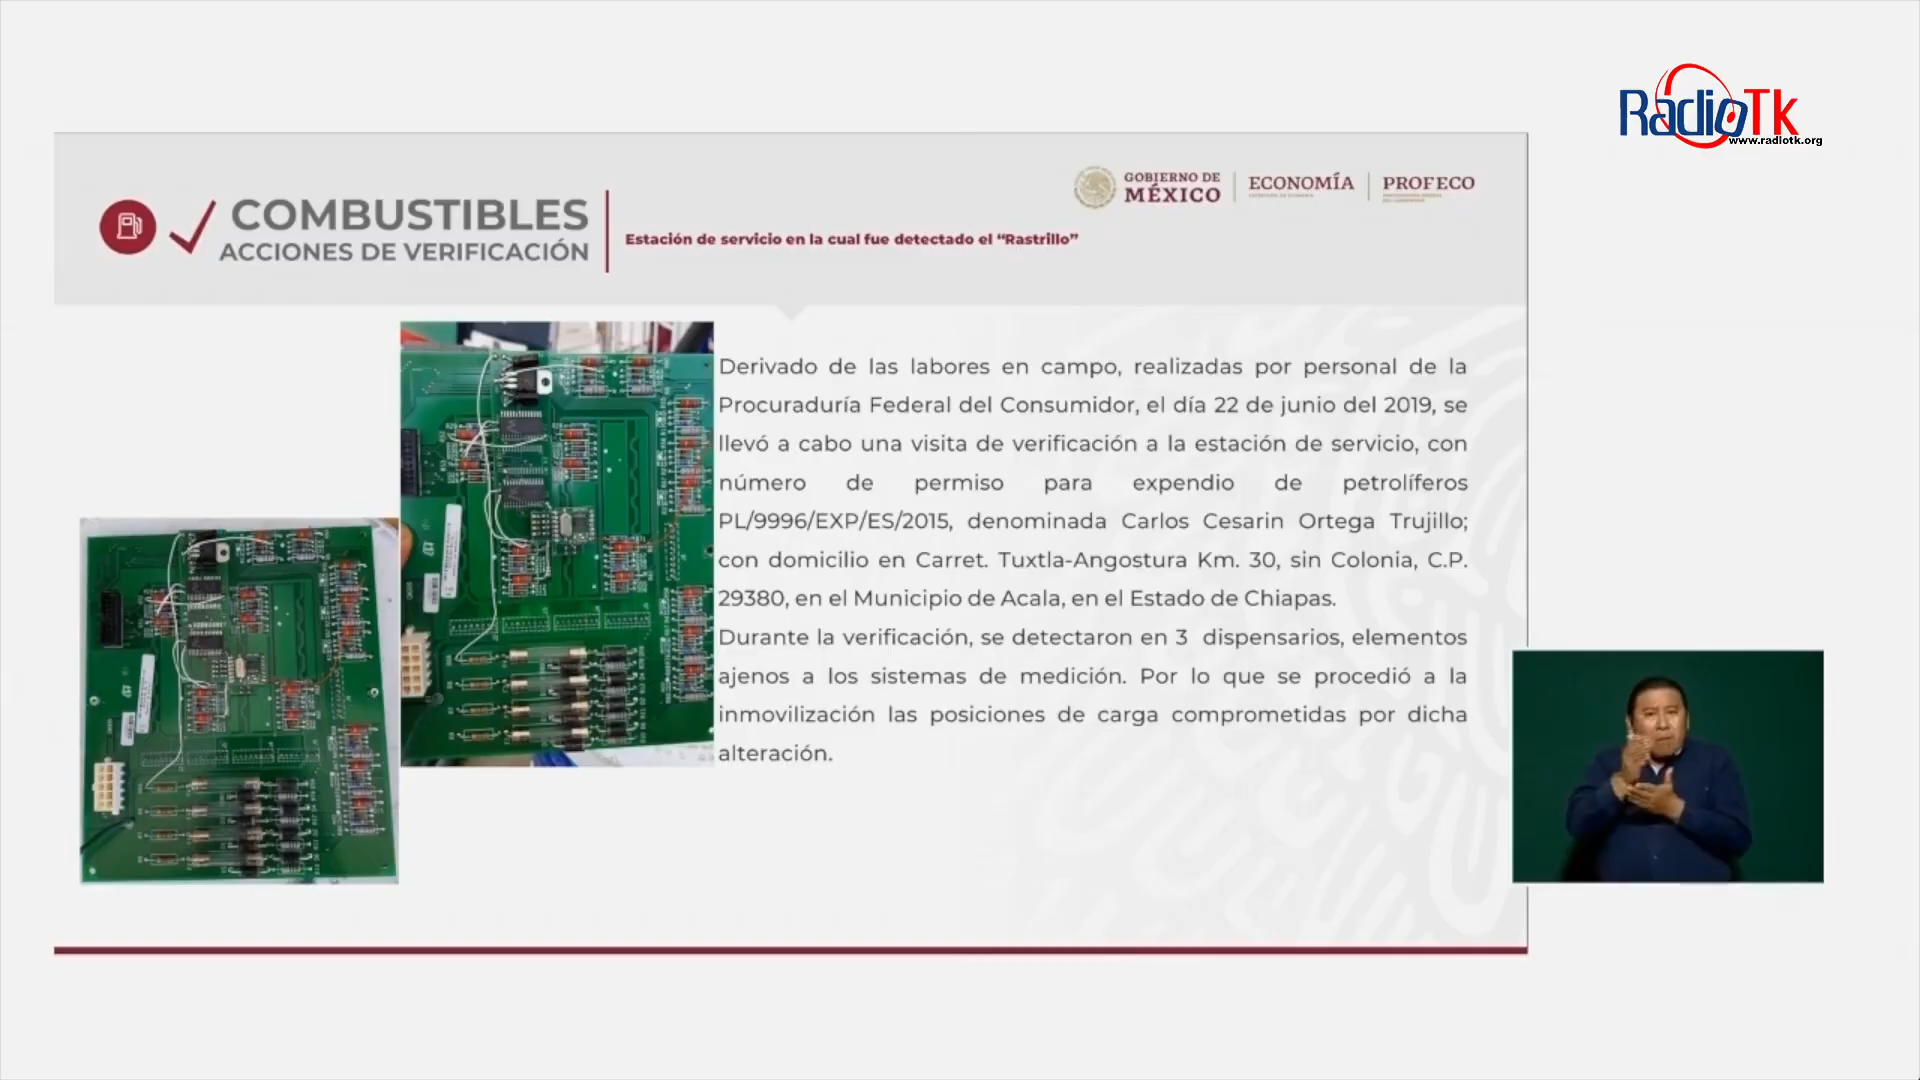 RadioTk
www.radiotk.org
GOBIERNO DE
MÉXICO
ECONOMÍA
PROFECO
COMBUSTIBLES
ACCIONES DE VERIFICACIÓN
Estación de servicio en la cual fue detectado el “Rastrillo”
Derivado de las labores en campo, realizadas por personal de la
Procuraduría Federal del Consumidor, el día 22 de junio del 2019, se
llevó a cabo una visita de verificación a la estación de servicio, con
número de permiso para expendio de petrolíferos
PL/9996/EXP/ES/2015, denominada Carlos Cesarin Ortega Trujillo;
con domicilio en Carret. Tuxtla-Angostura Km. 30, sin Colonia, C.P.
29380, en el Municipio de Acala, en el Estado de Chiapas.
Durante la verificación, se detectaron en 3 dispensarios, elementos
ajenos a los sistemas de medición. Por lo que se procedió a la
inmovilización las posiciones de carga comprometidas por dicha
alteración.